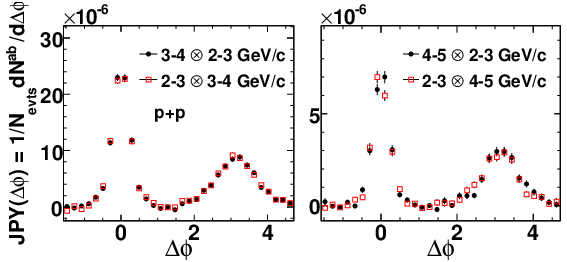 ×10⁻⁶
×10⁻⁶
JPY(Δϕ) = 1/N_evts dN^ab/dΔϕ
30
20
10
0
3-4 ⊗ 2-3 GeV/c
2-3 ⊗ 3-4 GeV/c
p+p
5
0
4-5 ⊗ 2-3 GeV/c
2-3 ⊗ 4-5 GeV/c
0 2 4
0 2 4
Δϕ
Δϕ